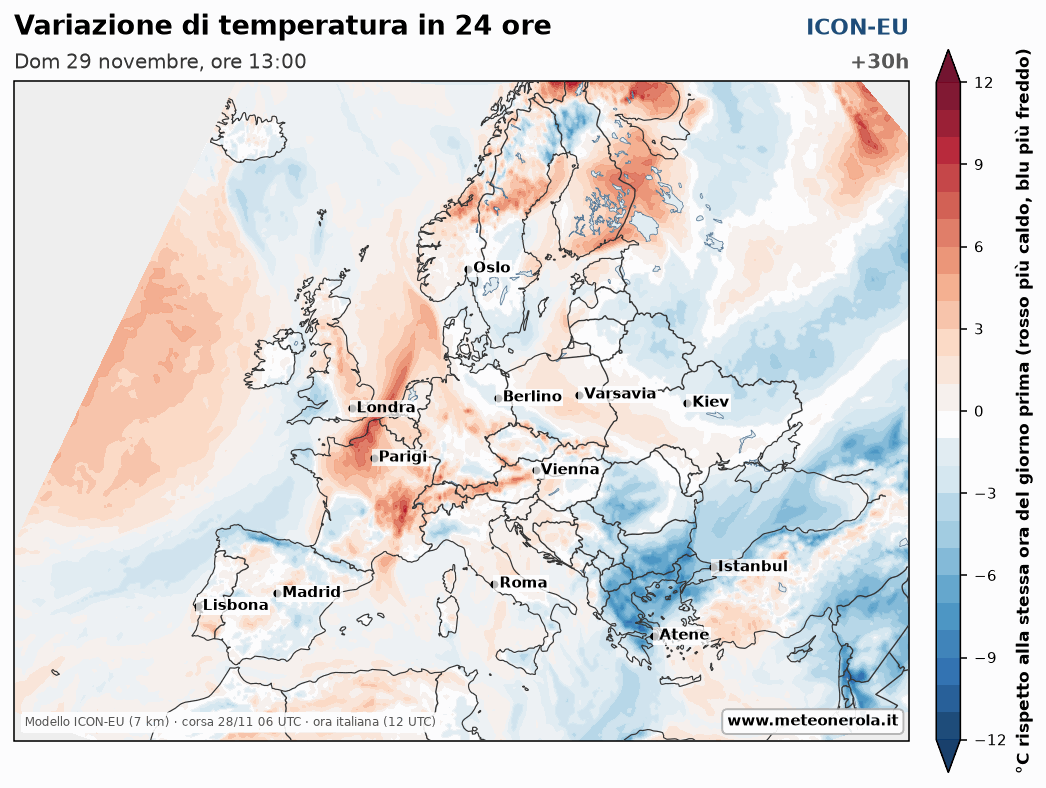 Variazione di temperatura in 24 ore
ICON-EU
Dom 29 novembre, ore 13:00
+30h
Oslo
Londra
Berlino
Varsavia
Kiev
Parigi
Vienna
Istanbul
Roma
Madrid
Lisbona
Atene
Modello ICON-EU (7 km) · corsa 28/11 06 UTC · ora italiana (12 UTC)
www.meteonerola.it
12
9
6
3
0
−3
−6
−9
−12
°C rispetto alla stessa ora del giorno prima (rosso più caldo, blu più freddo)